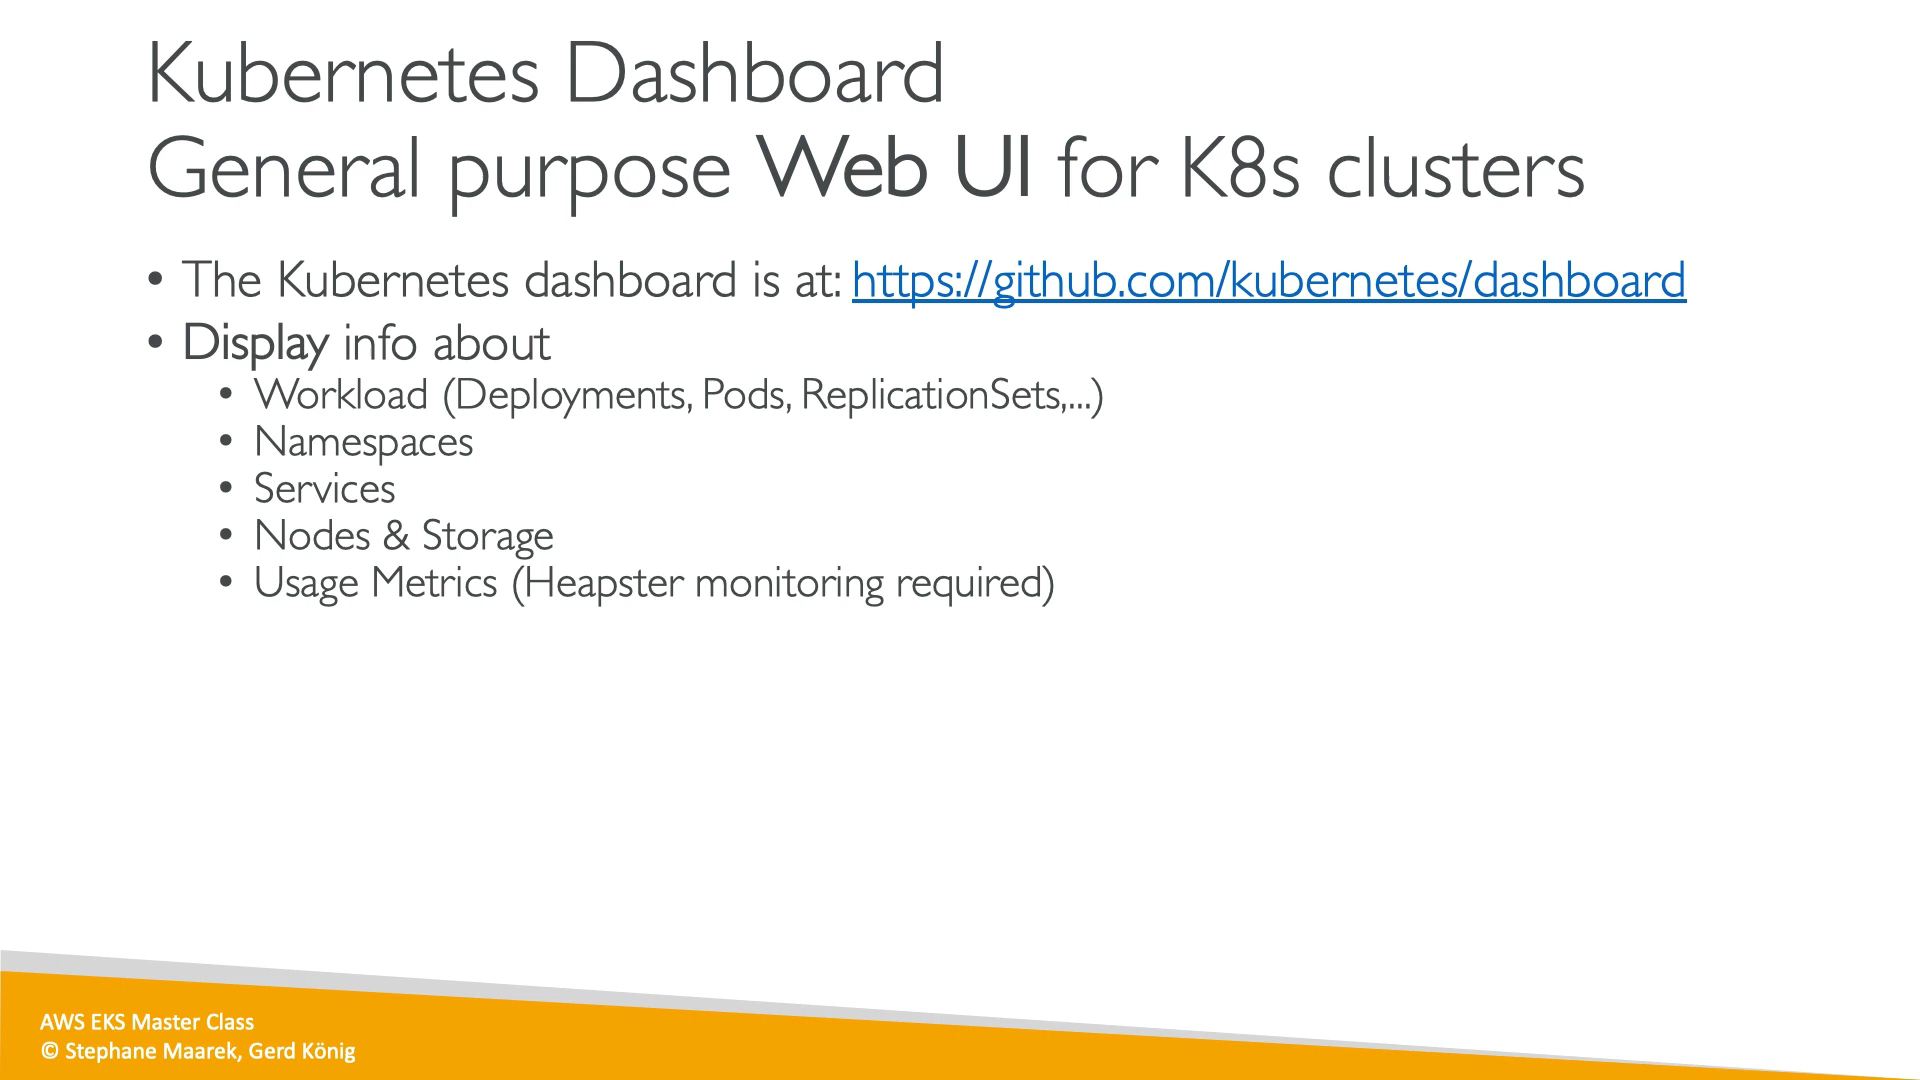 Kubernetes Dashboard
General purpose Web UI for K8s clusters
• The Kubernetes dashboard is at: https://github.com/kubernetes/dashboard
• Display info about
• Workload (Deployments, Pods, ReplicationSets,...)
• Namespaces
• Services
• Nodes & Storage
• Usage Metrics (Heapster monitoring required)
AWS EKS Master Class
© Stephane Maarek, Gerd König